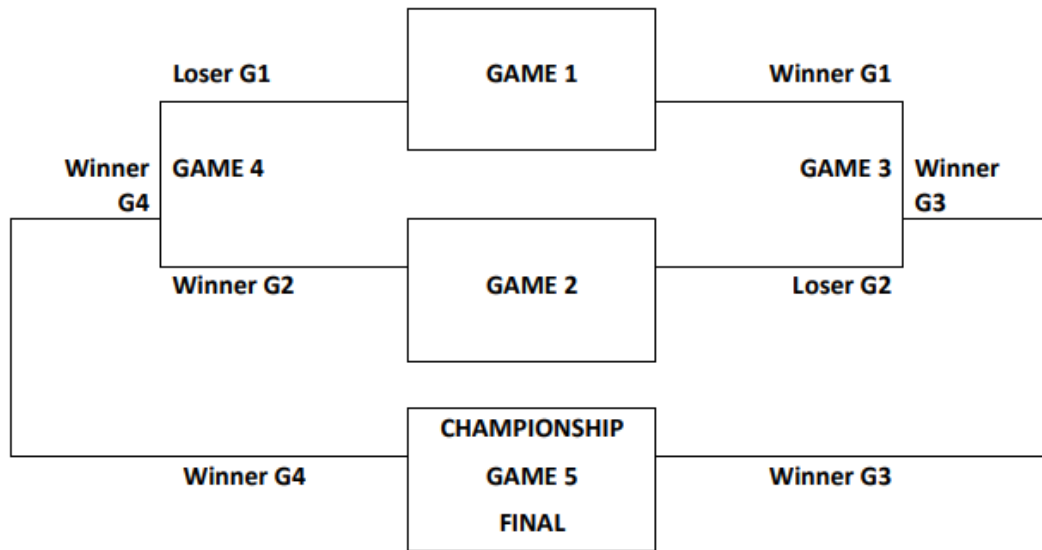 Loser G1
GAME 1
Winner G1
Winner
G4
GAME 4
GAME 3
Winner
G3
Winner G2
GAME 2
Loser G2
CHAMPIONSHIP
Winner G4
GAME 5
Winner G3
FINAL